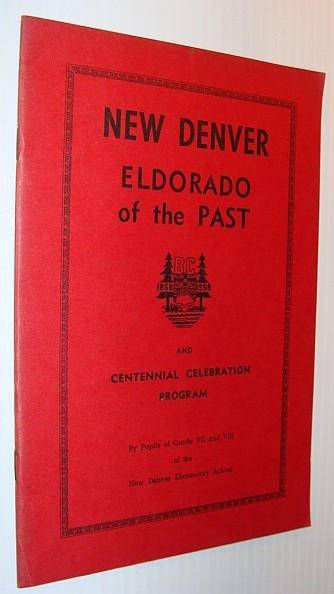 NEW DENVER
ELDORADO
of the PAST
BC
1858 1958
AND
CENTENNIAL CELEBRATION
PROGRAM
By Pupils of Grade VII and VIII
of the
New Denver Elementary School